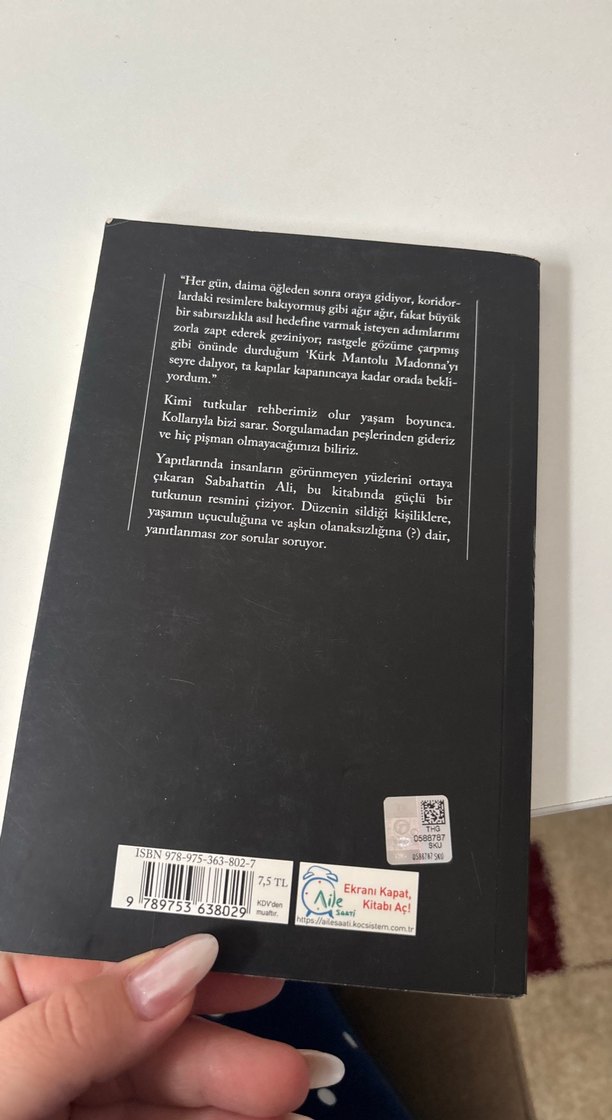 “Her gün, daima öğleden sonra oraya gidiyor, koridor-
lardaki resimlere bakıyormuş gibi ağır ağır, fakat büyük
bir sabırsızlıkla asıl hedefine varmak isteyen adımlarımı
zorla zapt ederek geziniyor; rastgele gözüme çarpmış
gibi önünde durduğum ‘Kürk Mantolu Madonna’yı
seyre dalıyor, ta kapılar kapanıncaya kadar orada bekli-
yordum.”
Kimi tutkular rehberimiz olur yaşam boyunca.
Kollarıyla bizi sarar. Sorgulamadan peşlerinden gideriz
ve hiç pişman olmayacağımızı biliriz.
Yapıtlarında insanların görünmeyen yüzlerini ortaya
çıkaran Sabahattin Ali, bu kitabında güçlü bir
tutkunun resmini çiziyor. Düzenin sildiği kişiliklere,
yaşamın uçuculuğuna ve aşkın olanaksızlığına (?) dair,
yanıtlanması zor sorular soruyor.
THG
0588787
SKU
0588787 SKU
ISBN 978-975-363-802-7
7,5 TL
KDV'den
muaftır.
9 789753 638029
Aile
SAATİ
Ekranı Kapat,
Kitabı Aç!
https://ailesaati.kocsistem.com.tr